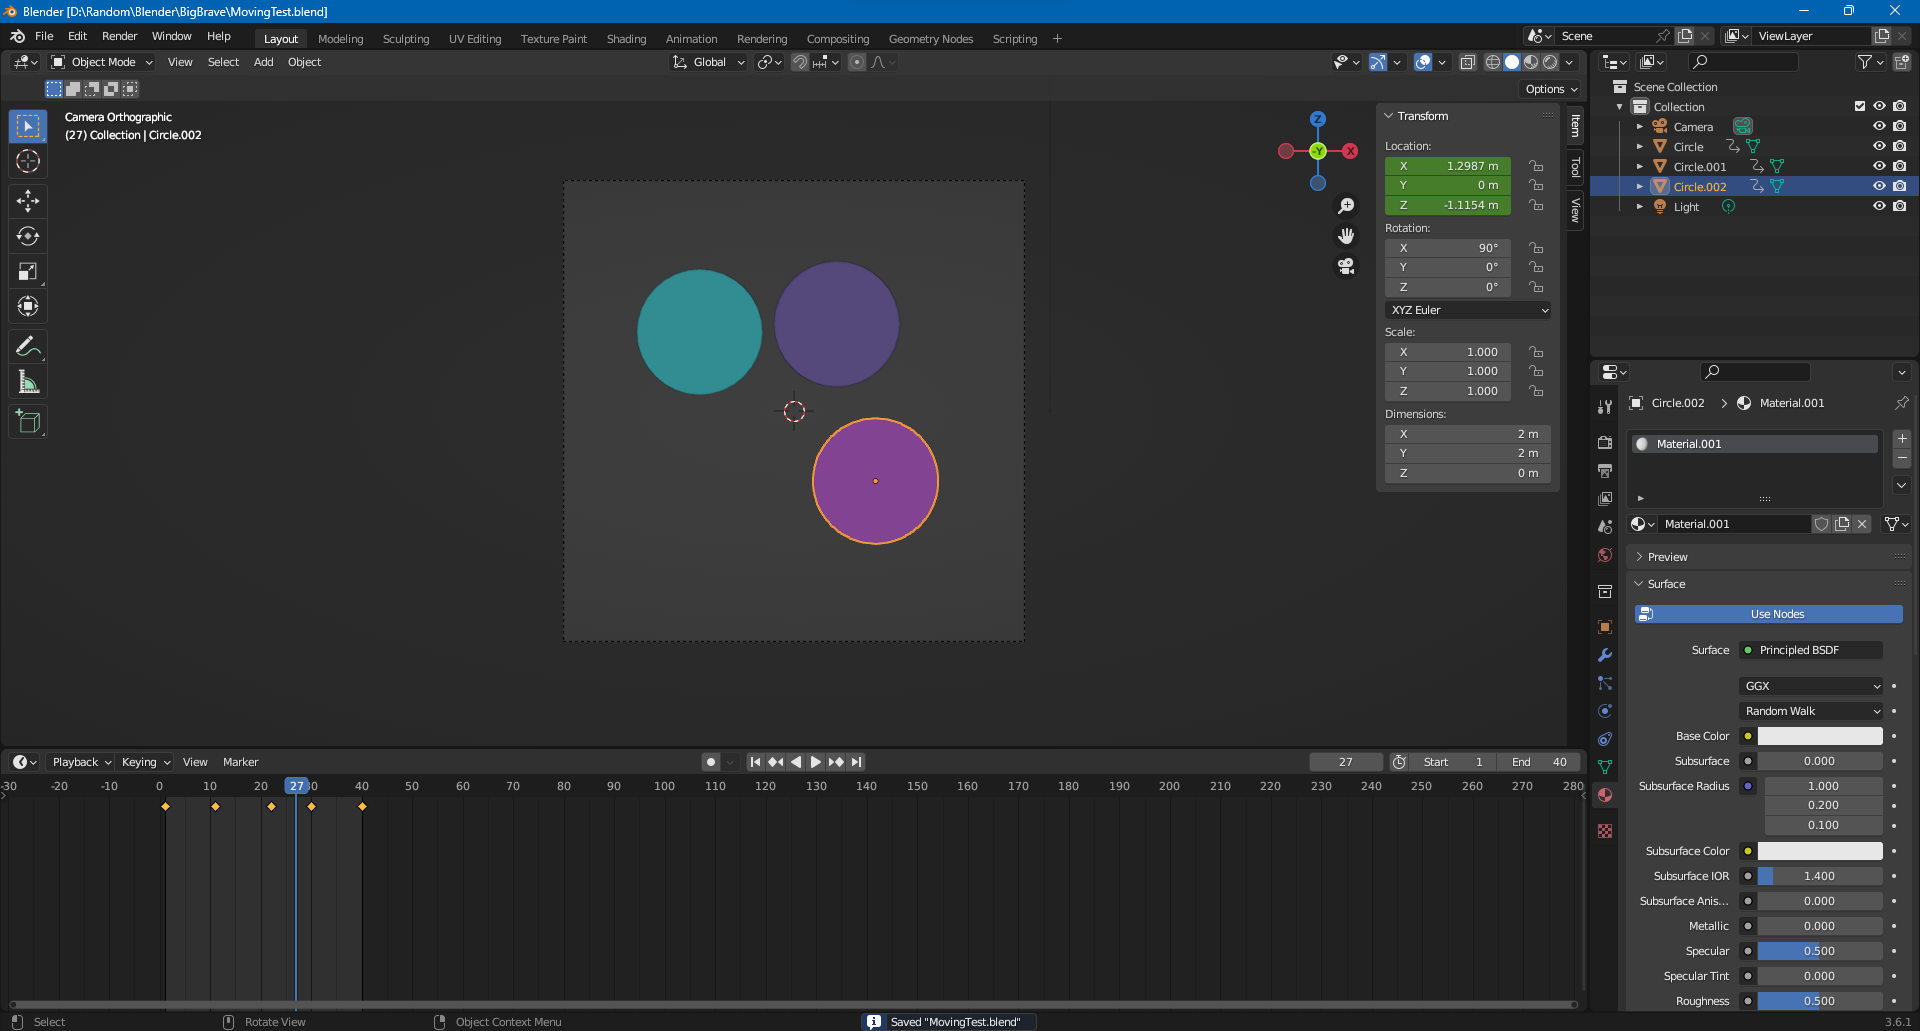 Blender [D:\Random\Blender\BigBrave\MovingTest.blend]
File Edit Render Window Help Layout Modeling Sculpting UV Editing Texture Paint Shading Animation Rendering Compositing Geometry Nodes Scripting + Scene ViewLayer
Object Mode View Select Add Object Global
Options
Camera Orthographic
(27) Collection | Circle.002
Z
-Y
X
Transform
Location:
X 1.2987 m
Y 0 m
Z -1.1154 m
Rotation:
X 90°
Y 0°
Z 0°
XYZ Euler
Scale:
X 1.000
Y 1.000
Z 1.000
Dimensions:
X 2 m
Y 2 m
Z 0 m
Item
Tool
View
Scene Collection
Collection
Camera
Circle
Circle.001
Circle.002
Light
Circle.002 > Material.001
Material.001
Material.001
Preview
Surface
Use Nodes
Surface Principled BSDF
GGX
Random Walk
Base Color
Subsurface 0.000
Subsurface Radius 1.000
0.200
0.100
Subsurface Color
Subsurface IOR 1.400
Subsurface Anis... 0.000
Metallic 0.000
Specular 0.500
Specular Tint 0.000
Roughness 0.500
Playback Keying View Marker 27 Start 1 End 40
-30 -20 -10 0 10 20 27 30 40 50 60 70 80 90 100 110 120 130 140 150 160 170 180 190 200 210 220 230 240 250 260 270 280
Select Rotate View Object Context Menu Saved "MovingTest.blend" 3.6.1